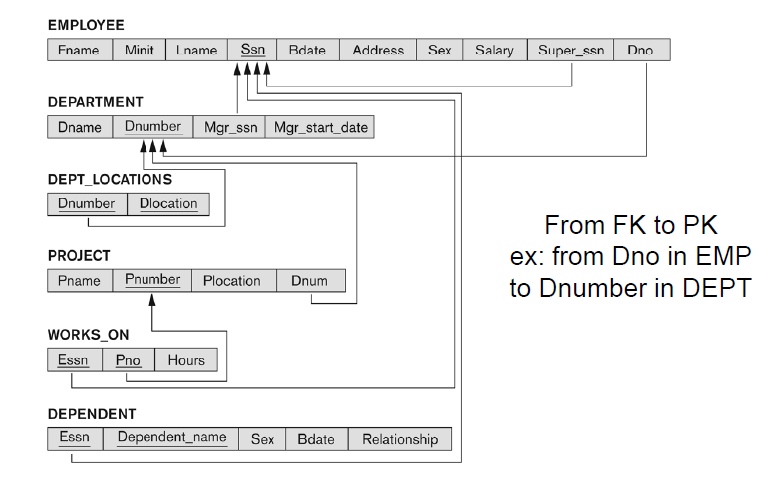 EMPLOYEE
Fname Minit Lname Ssn Bdate Address Sex Salary Super_ssn Dno
DEPARTMENT
Dname Dnumber Mgr_ssn Mgr_start_date
DEPT_LOCATIONS
Dnumber Dlocation
PROJECT
Pname Pnumber Plocation Dnum
WORKS_ON
Essn Pno Hours
DEPENDENT
Essn Dependent_name Sex Bdate Relationship
From FK to PK
ex: from Dno in EMP
to Dnumber in DEPT